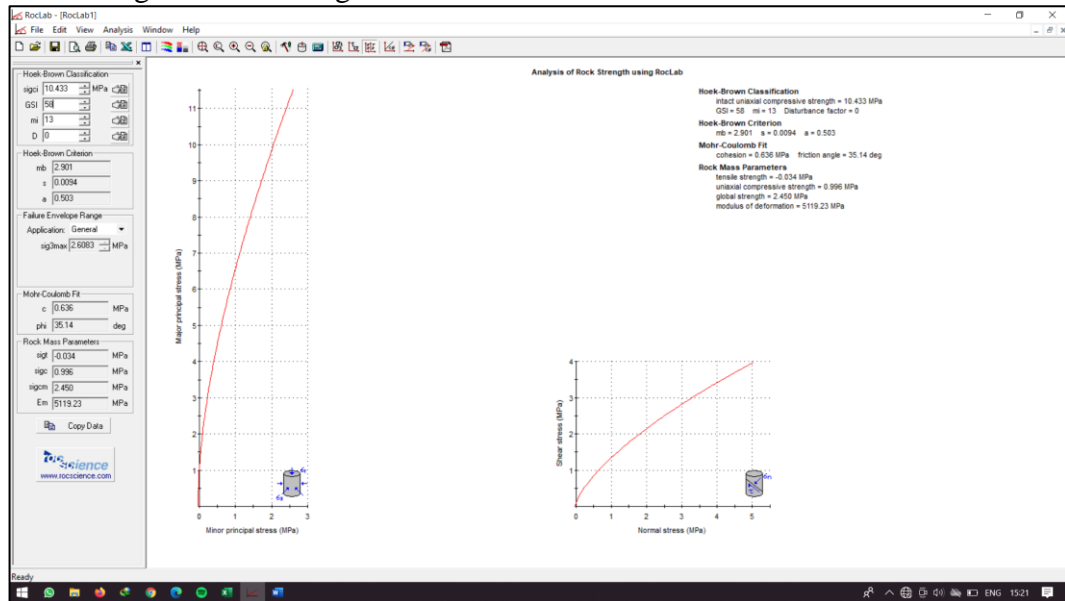 RocLab - [RocLab1]
File Edit View Analysis Window Help
Hoek-Brown Classification
sigci 10.433 MPa
GSI 58
mi 13
D 0
Hoek-Brown Criterion
mb 2.901
s 0.0094
a 0.503
Failure Envelope Range
Application: General
sig3max 2.6083 MPa
Mohr-Coulomb Fit
c 0.636 MPa
phi 35.14 deg
Rock Mass Parameters
sigt -0.034 MPa
sigc 0.996 MPa
sigcm 2.450 MPa
Em 5119.23 MPa
Copy Data
rocscience
www.rocscience.com
Analysis of Rock Strength using RocLab
Hoek-Brown Classification
intact uniaxial compressive strength = 10.433 MPa
GSI = 58 mi = 13 Disturbance factor = 0
Hoek-Brown Criterion
mb = 2.901 s = 0.0094 a = 0.503
Mohr-Coulomb Fit
cohesion = 0.636 MPa friction angle = 35.14 deg
Rock Mass Parameters
tensile strength = -0.034 MPa
uniaxial compressive strength = 0.996 MPa
global strength = 2.450 MPa
modulus of deformation = 5119.23 MPa
Major principal stress (MPa)
11
10
9
8
7
6
5
4
3
2
1
0 1 2 3
Minor principal stress (MPa)
Shear stress (MPa)
4
3
2
1
0 1 2 3 4 5
Normal stress (MPa)
Ready
ENG 15:21